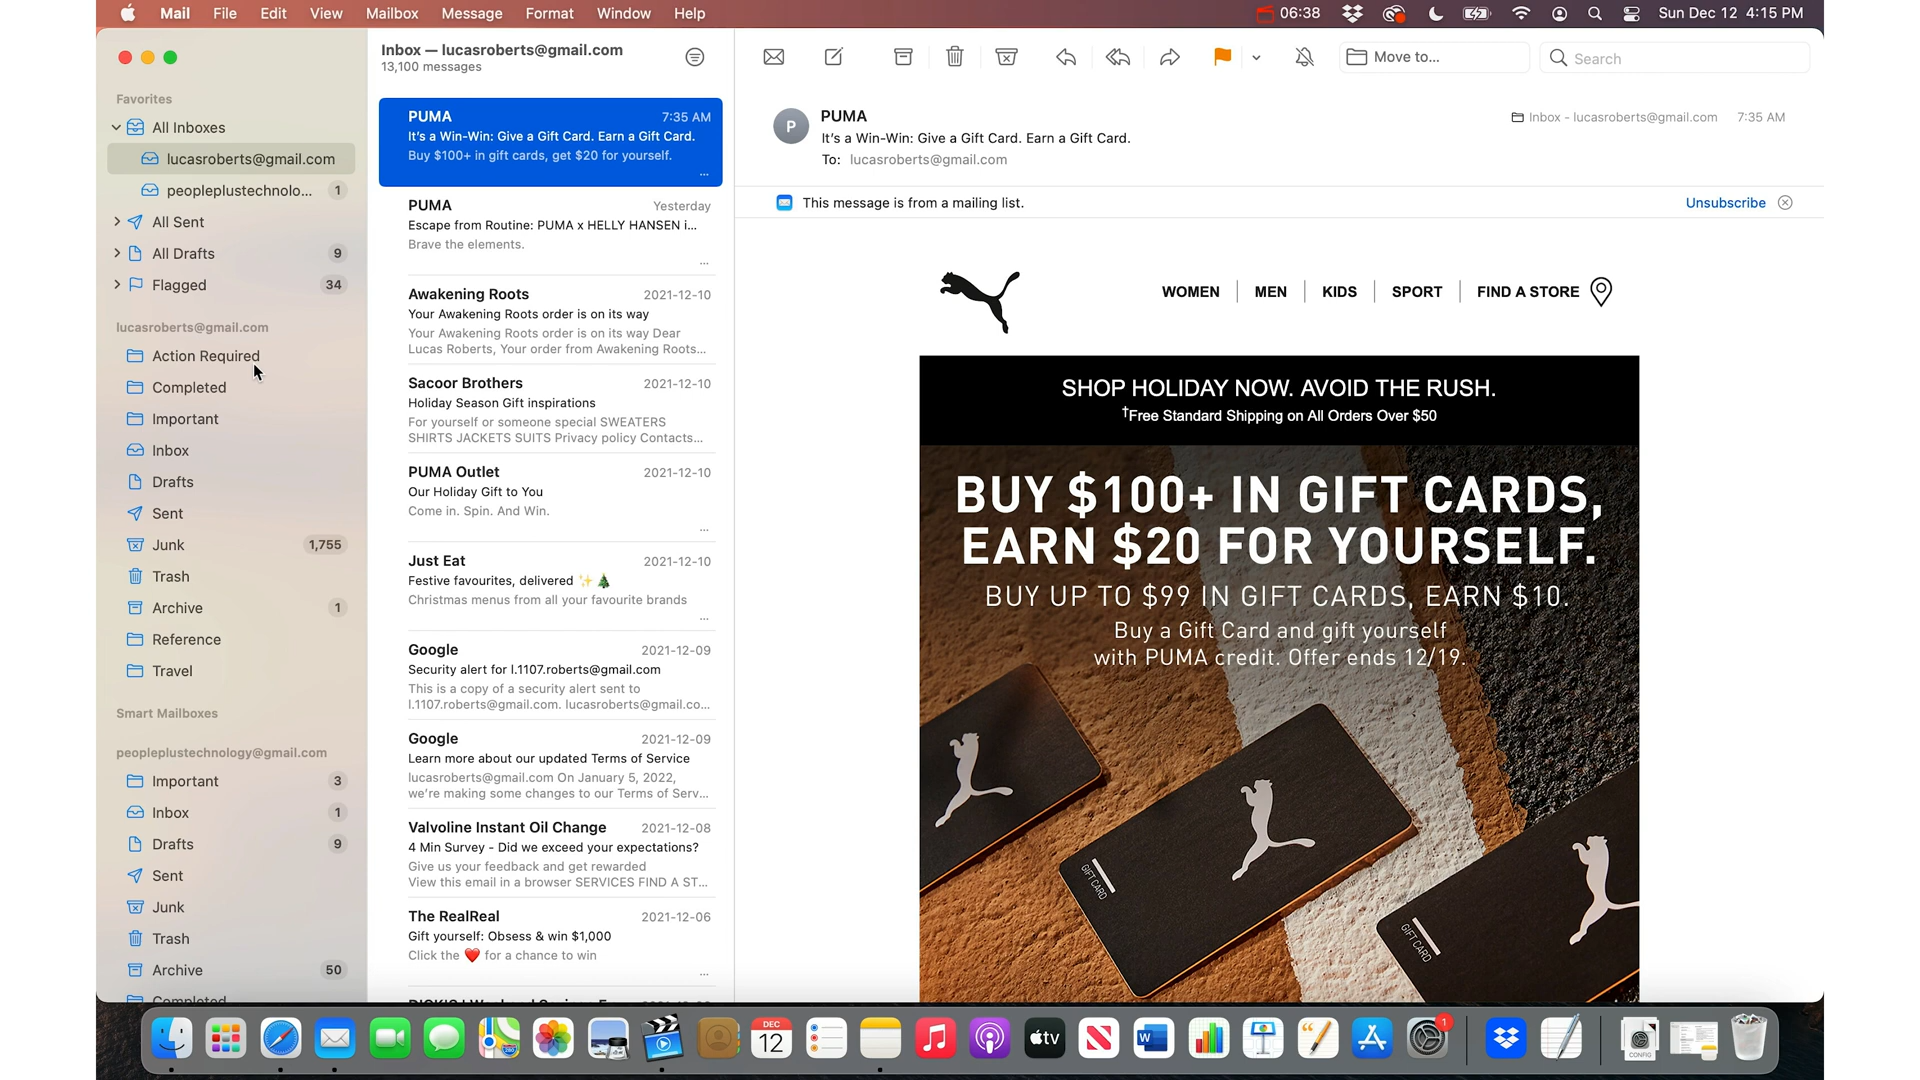 Mail File Edit View Mailbox Message Format Window Help
06:38 Sun Dec 12 4:15 PM
Favorites
All Inboxes
lucasroberts@gmail.com
peopleplustechnolo... 1
All Sent
All Drafts 9
Flagged 34
lucasroberts@gmail.com
Action Required
Completed
Important
Inbox
Drafts
Sent
Junk 1,755
Trash
Archive 1
Reference
Travel
Smart Mailboxes
peopleplustechnology@gmail.com
Important 3
Inbox 1
Drafts 9
Sent
Junk
Trash
Archive 50
Completed
Inbox — lucasroberts@gmail.com
13,100 messages
PUMA 7:35 AM
It's a Win-Win: Give a Gift Card. Earn a Gift Card.
Buy $100+ in gift cards, get $20 for yourself.
...
PUMA Yesterday
Escape from Routine: PUMA x HELLY HANSEN i...
Brave the elements.
...
Awakening Roots 2021-12-10
Your Awakening Roots order is on its way
Your Awakening Roots order is on its way Dear
Lucas Roberts, Your order from Awakening Roots...
Sacoor Brothers 2021-12-10
Holiday Season Gift inspirations
For yourself or someone special SWEATERS
SHIRTS JACKETS SUITS Privacy policy Contacts...
PUMA Outlet 2021-12-10
Our Holiday Gift to You
Come in. Spin. And Win.
...
Just Eat 2021-12-10
Festive favourites, delivered ✨🎄
Christmas menus from all your favourite brands
...
Google 2021-12-09
Security alert for l.1107.roberts@gmail.com
This is a copy of a security alert sent to
l.1107.roberts@gmail.com. lucasroberts@gmail.co...
Google 2021-12-09
Learn more about our updated Terms of Service
lucasroberts@gmail.com On January 5, 2022,
we're making some changes to our Terms of Serv...
Valvoline Instant Oil Change 2021-12-08
4 Min Survey - Did we exceed your expectations?
Give us your feedback and get rewarded
View this email in a browser SERVICES FIND A ST...
The RealReal 2021-12-06
Gift yourself: Obsess & win $1,000
Click the ❤️ for a chance to win
...
Move to...
Search
P
PUMA
It's a Win-Win: Give a Gift Card. Earn a Gift Card.
To: lucasroberts@gmail.com
Inbox - lucasroberts@gmail.com 7:35 AM
This message is from a mailing list.
Unsubscribe
WOMEN MEN KIDS SPORT FIND A STORE
SHOP HOLIDAY NOW. AVOID THE RUSH.
†Free Standard Shipping on All Orders Over $50
BUY $100+ IN GIFT CARDS,
EARN $20 FOR YOURSELF.
BUY UP TO $99 IN GIFT CARDS, EARN $10.
Buy a Gift Card and gift yourself
with PUMA credit. Offer ends 12/19.
GIFT CARD
GIFT CARD
DEC
12
tv
W
1
CONFIG